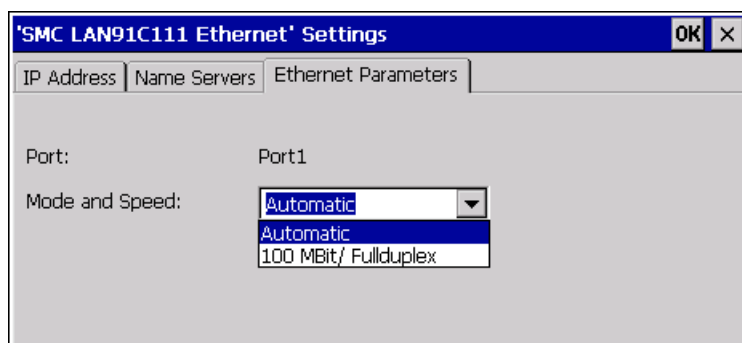 'SMC LAN91C111 Ethernet' Settings OK ×
IP Address Name Servers Ethernet Parameters
Port: Port1
Mode and Speed: Automatic
Automatic
100 MBit/ Fullduplex